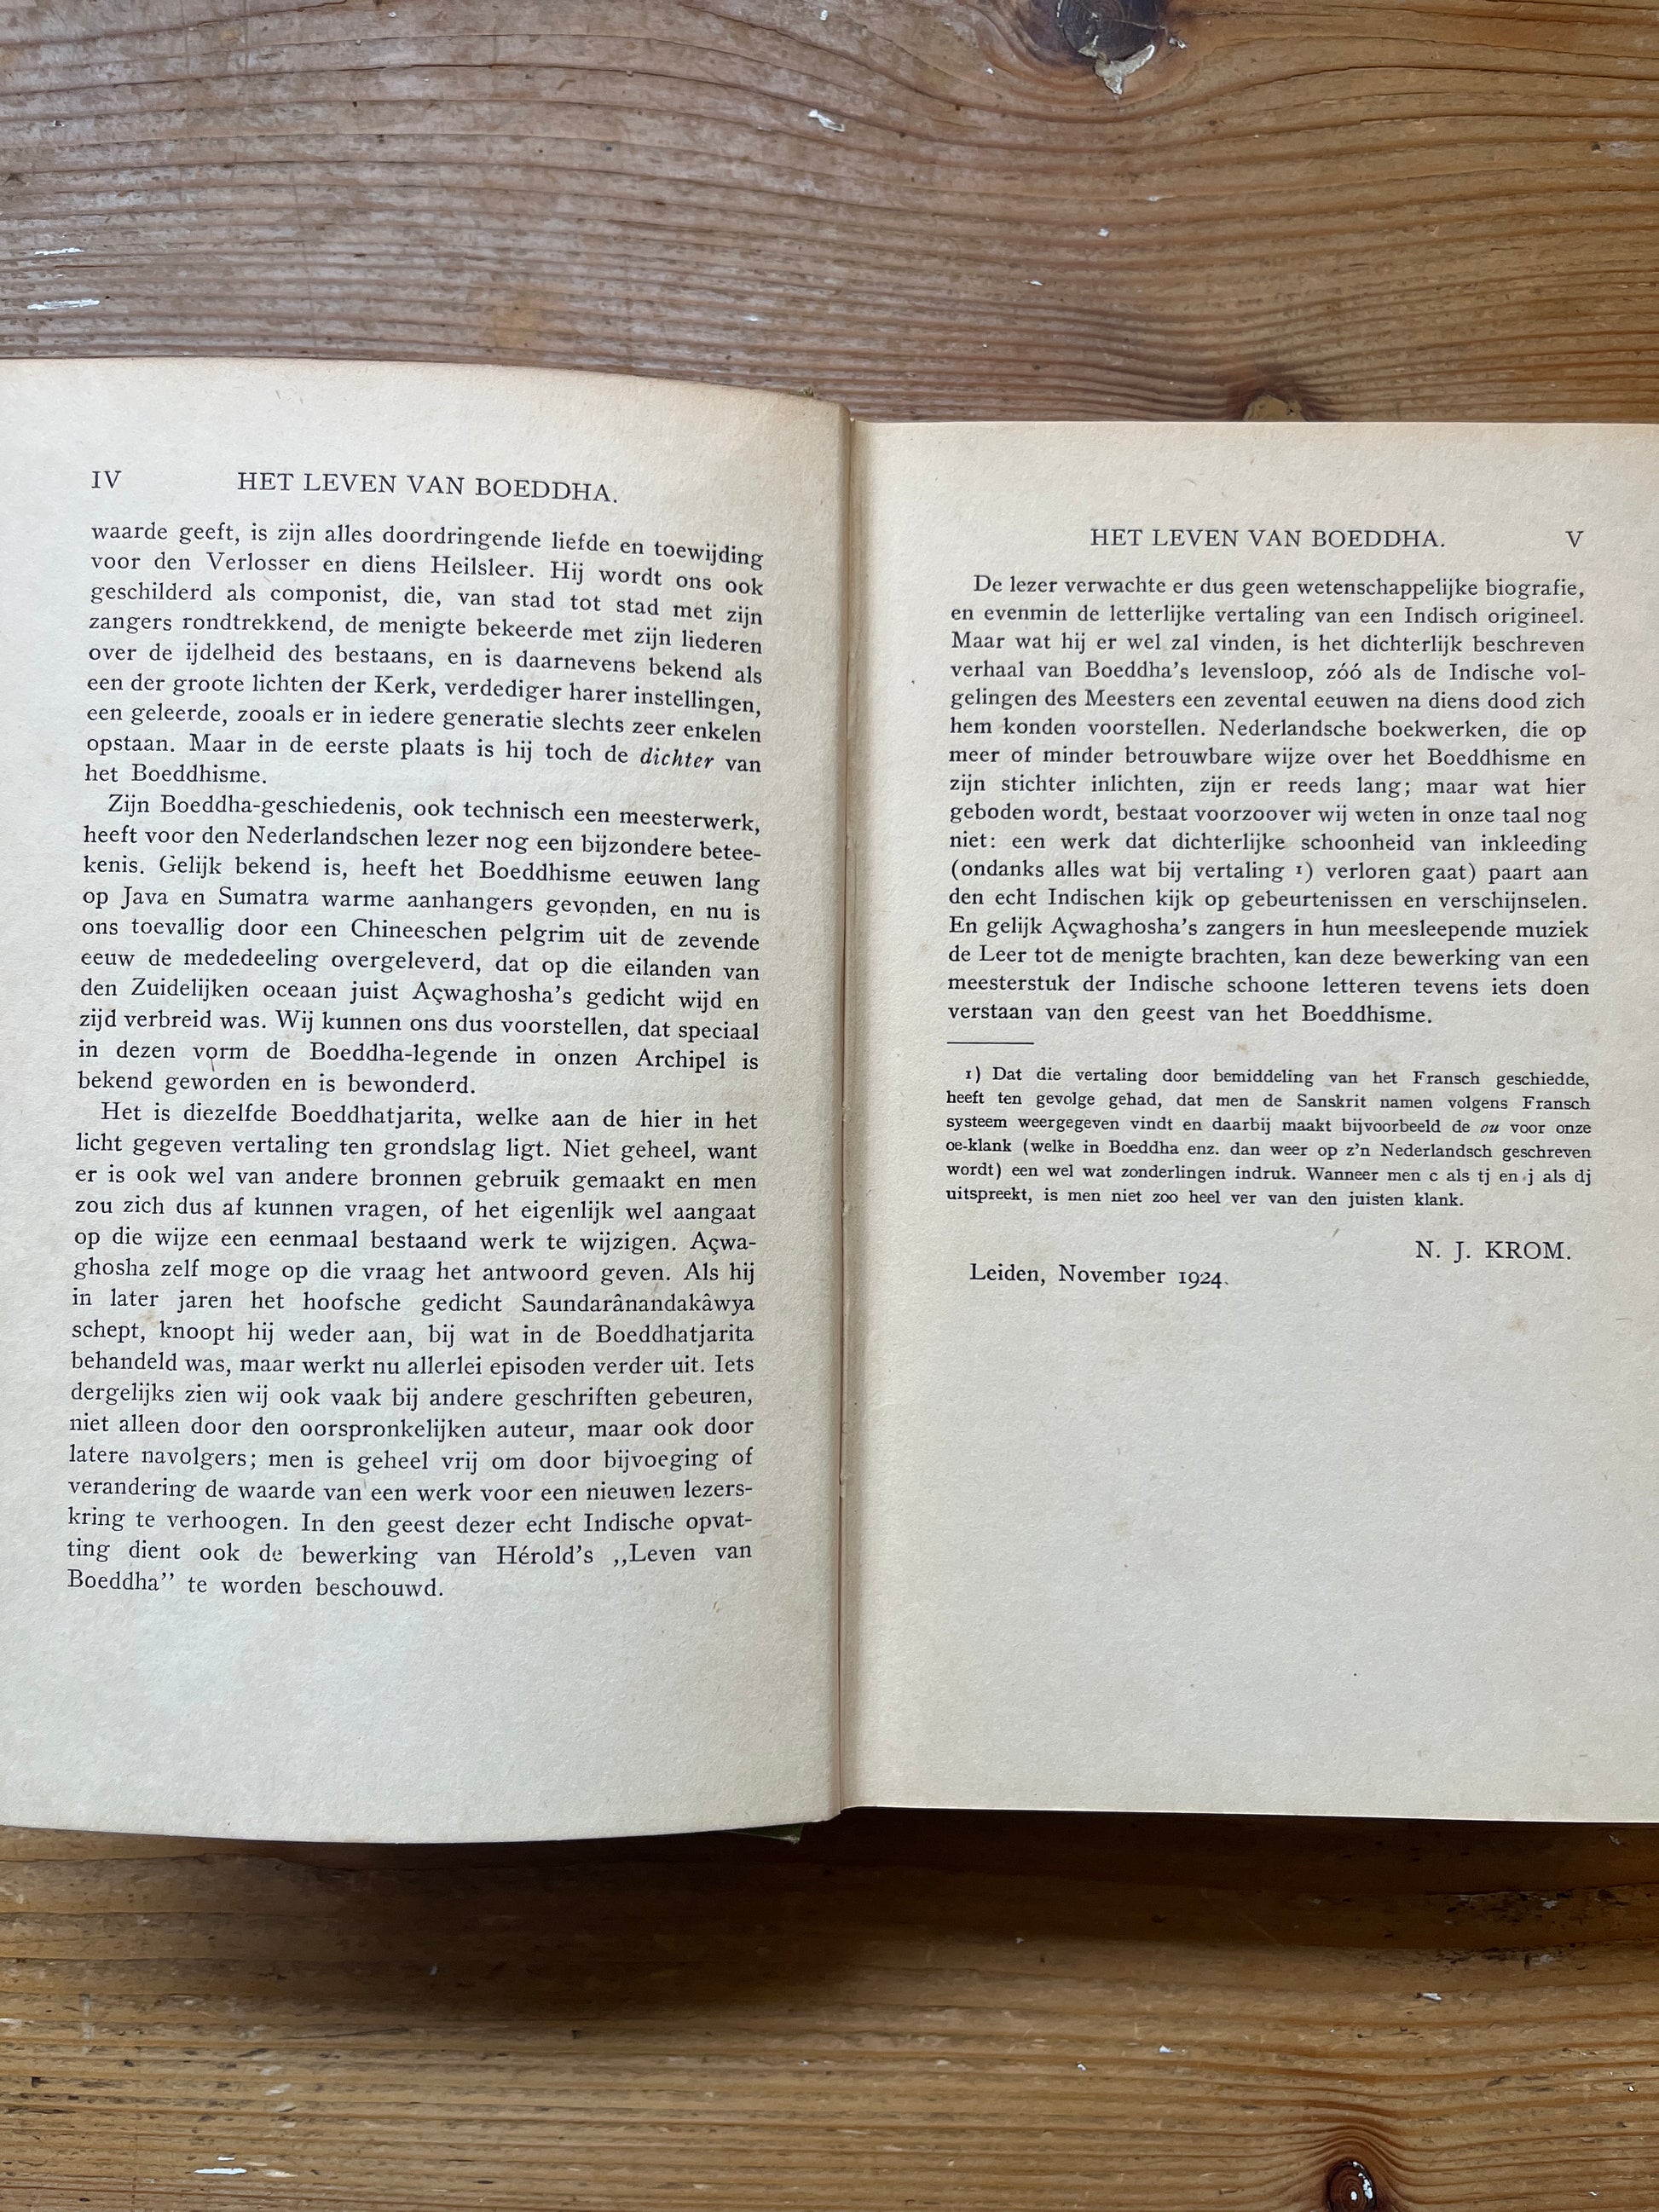 IV HET LEVEN VAN BOEDDHA.
waarde geeft, is zijn alles doordringende liefde en toewijding
voor den Verlosser en diens Heilsleer. Hij wordt ons ook
geschilderd als componist, die, van stad tot stad met zijn
zangers rondtrekkend, de menigte bekeerde met zijn liederen
over de ijdelheid des bestaans, en is daarnevens bekend als
een der groote lichten der Kerk, verdediger harer instellingen,
een geleerde, zooals er in iedere generatie slechts zeer enkelen
opstaan. Maar in de eerste plaats is hij toch de dichter van
het Boeddhisme.
Zijn Boeddha-geschiedenis, ook technisch een meesterwerk,
heeft voor den Nederlandschen lezer nog een bijzondere betee-
kenis. Gelijk bekend is, heeft het Boeddhisme eeuwen lang
op Java en Sumatra warme aanhangers gevonden, en nu is
ons toevallig door een Chineeschen pelgrim uit de zevende
eeuw de mededeeling overgeleverd, dat op die eilanden van
den Zuidelijken oceaan juist Açwaghosha's gedicht wijd en
zijd verbreid was. Wij kunnen ons dus voorstellen, dat speciaal
in dezen vorm de Boeddha-legende in onzen Archipel is
bekend geworden en is bewonderd.
Het is diezelfde Boeddhatjarita, welke aan de hier in het
licht gegeven vertaling ten grondslag ligt. Niet geheel, want
er is ook wel van andere bronnen gebruik gemaakt en men
zou zich dus af kunnen vragen, of het eigenlijk wel aangaat
op die wijze een eenmaal bestaand werk te wijzigen. Açwa-
ghosha zelf moge op die vraag het antwoord geven. Als hij
in later jaren het hoofsche gedicht Saundarânandakâwya
schept, knoopt hij weder aan, bij wat in de Boeddhatjarita
behandeld was, maar werkt nu allerlei episoden verder uit. Iets
dergelijks zien wij ook vaak bij andere geschriften gebeuren,
niet alleen door den oorspronkelijken auteur, maar ook door
latere navolgers; men is geheel vrij om door bijvoeging of
verandering de waarde van een werk voor een nieuwen lezers-
kring te verhoogen. In den geest dezer echt Indische opvat-
ting dient ook de bewerking van Hérold's ,,Leven van
Boeddha'' te worden beschouwd.
HET LEVEN VAN BOEDDHA. V
De lezer verwachte er dus geen wetenschappelijke biografie,
en evenmin de letterlijke vertaling van een Indisch origineel.
Maar wat hij er wel zal vinden, is het dichterlijk beschreven
verhaal van Boeddha's levensloop, zóó als de Indische vol-
gelingen des Meesters een zevental eeuwen na diens dood zich
hem konden voorstellen. Nederlandsche boekwerken, die op
meer of minder betrouwbare wijze over het Boeddhisme en
zijn stichter inlichten, zijn er reeds lang; maar wat hier
geboden wordt, bestaat voorzoover wij weten in onze taal nog
niet: een werk dat dichterlijke schoonheid van inkleeding
(ondanks alles wat bij vertaling 1) verloren gaat) paart aan
den echt Indischen kijk op gebeurtenissen en verschijnselen.
En gelijk Açwaghosha's zangers in hun meesleepende muziek
de Leer tot de menigte brachten, kan deze bewerking van een
meesterstuk der Indische schoone letteren tevens iets doen
verstaan van den geest van het Boeddhisme.
1) Dat die vertaling door bemiddeling van het Fransch geschiedde,
heeft ten gevolge gehad, dat men de Sanskrit namen volgens Fransch
systeem weergegeven vindt en daarbij maakt bijvoorbeeld de ou voor onze
oe-klank (welke in Boeddha enz. dan weer op z'n Nederlandsch geschreven
wordt) een wel wat zonderlingen indruk. Wanneer men c als tj en j als dj
uitspreekt, is men niet zoo heel ver van den juisten klank.
N. J. KROM.
Leiden, November 1924.